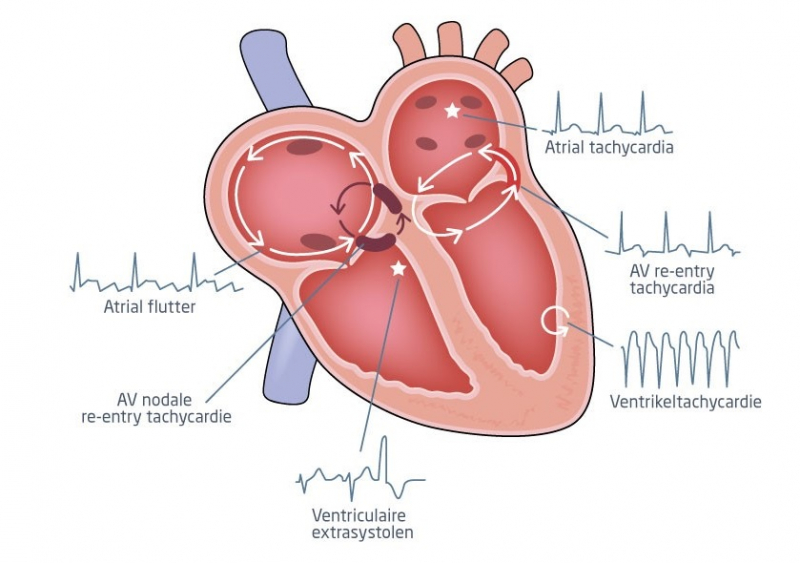 Atrial tachycardia
AV re-entry
tachycardia
Atrial flutter
AV nodale
re-entry tachycardie
Ventrikeltachycardie
Ventriculaire
extrasystolen